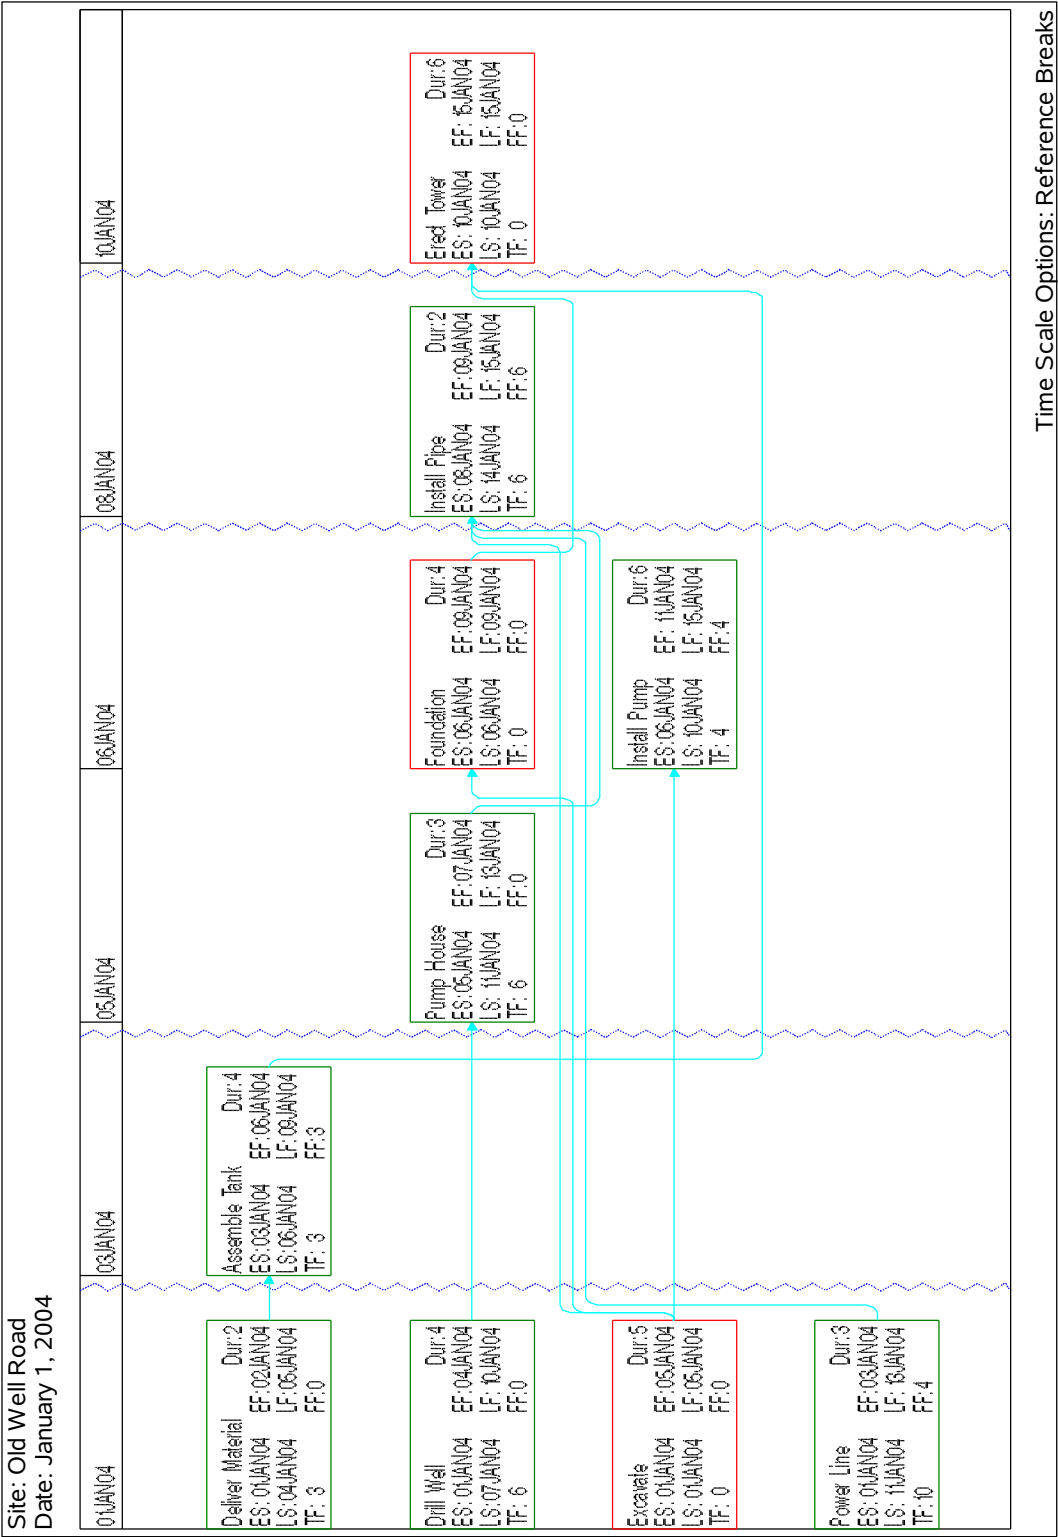 Site: Old Well Road
Date: January 1, 2004
01JAN04
03JAN04
05JAN04
06JAN04
08JAN04
10JAN04
Deliver Material Dur:2
ES:01JAN04 EF:02JAN04
LS:04JAN04 LF:05JAN04
TF: 3 FF:0
Assemble Tank Dur:4
ES:03JAN04 EF:06JAN04
LS:06JAN04 LF:09JAN04
TF: 3 FF:3
Drill Well Dur:4
ES:01JAN04 EF:04JAN04
LS:07JAN04 LF:10JAN04
TF: 6 FF:0
Pump House Dur:3
ES:05JAN04 EF:07JAN04
LS:11JAN04 LF:13JAN04
TF: 6 FF:0
Foundation Dur:4
ES:06JAN04 EF:09JAN04
LS:06JAN04 LF:09JAN04
TF: 0 FF:0
Install Pipe Dur:2
ES:08JAN04 EF:09JAN04
LS:14JAN04 LF:15JAN04
TF: 6 FF:6
Erect Tower Dur:6
ES:10JAN04 EF:15JAN04
LS:10JAN04 LF:15JAN04
TF: 0 FF:0
Excavate Dur:5
ES:01JAN04 EF:05JAN04
LS:01JAN04 LF:05JAN04
TF: 0 FF:0
Install Pump Dur:6
ES:06JAN04 EF:11JAN04
LS:10JAN04 LF:15JAN04
TF: 4 FF:4
Power Line Dur:3
ES:01JAN04 EF:03JAN04
LS:11JAN04 LF:13JAN04
TF:10 FF:4
Time Scale Options: Reference Breaks